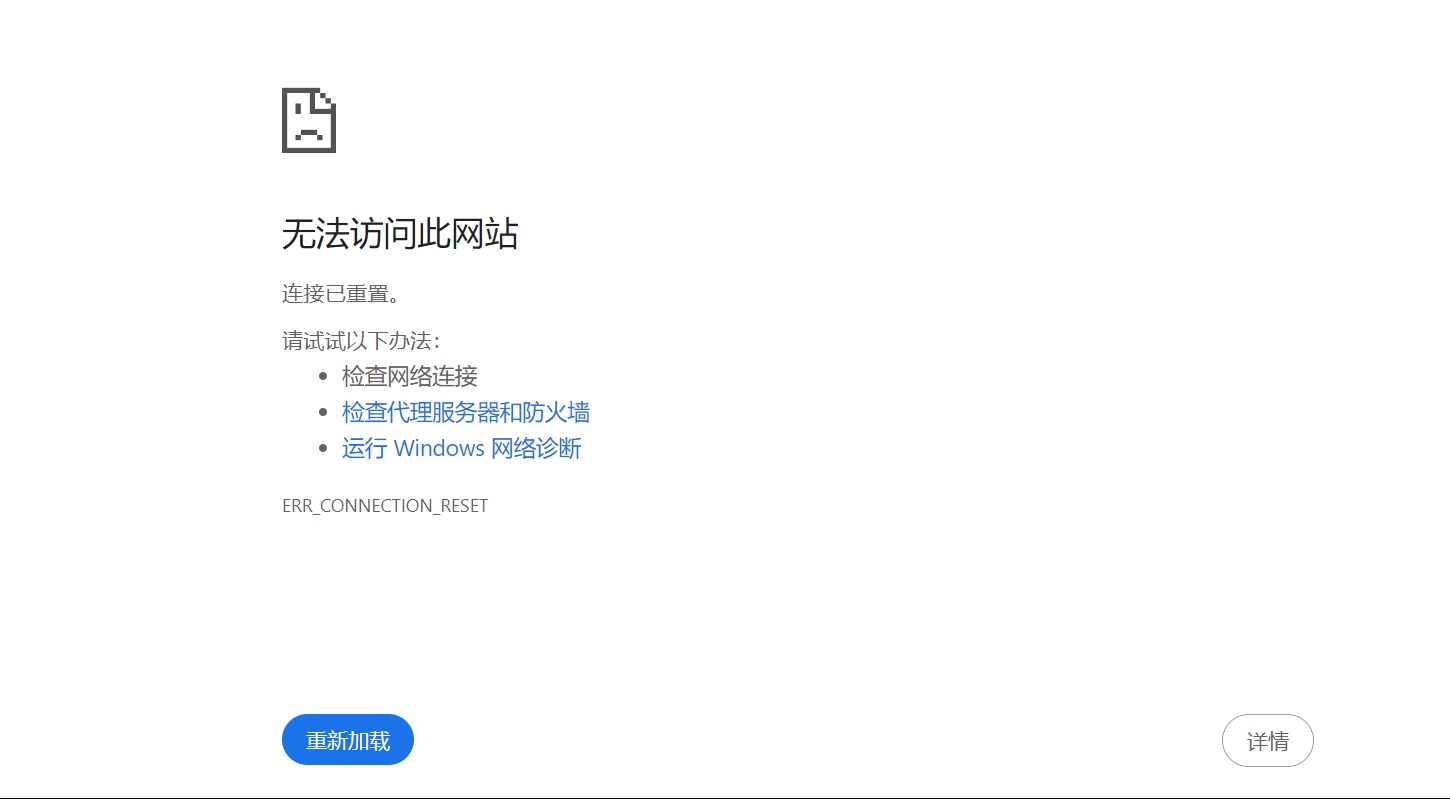 无法访问此网站
连接已重置。
请试试以下办法：
检查网络连接
检查代理服务器和防火墙
运行 Windows 网络诊断
ERR_CONNECTION_RESET
重新加载
详情